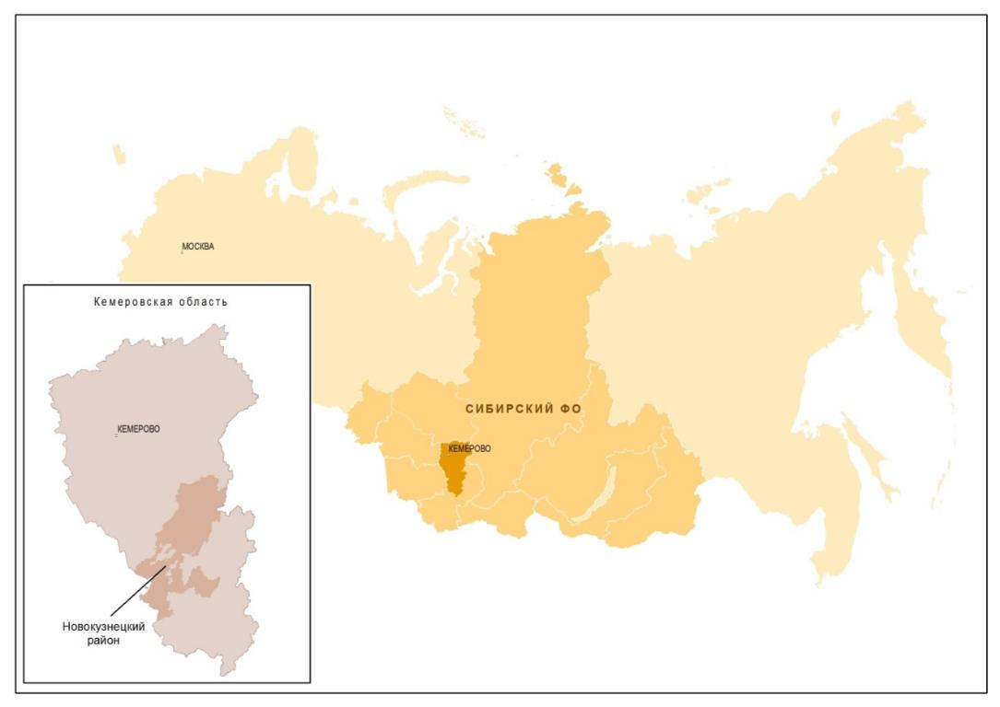 МОСКВА
Кемеровская область
СИБИРСКИЙ ФО
КЕМЕРОВО
КЕМЕРОВО
Новокузнецкий
район